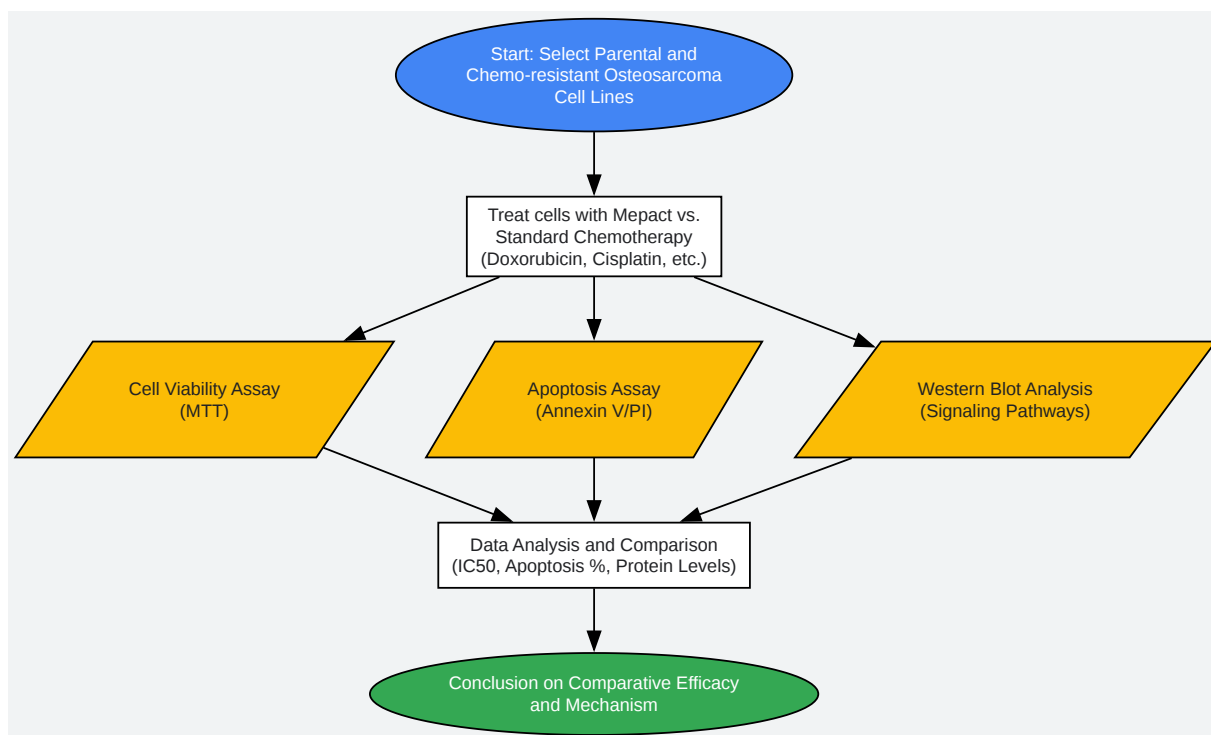 Start: Select Parental and
Chemo-resistant Osteosarcoma
Cell Lines
Treat cells with Mepact vs.
Standard Chemotherapy
(Doxorubicin, Cisplatin, etc.)
Cell Viability Assay
(MTT)
Apoptosis Assay
(Annexin V/PI)
Western Blot Analysis
(Signaling Pathways)
Data Analysis and Comparison
(IC50, Apoptosis %, Protein Levels)
Conclusion on Comparative Efficacy
and Mechanism